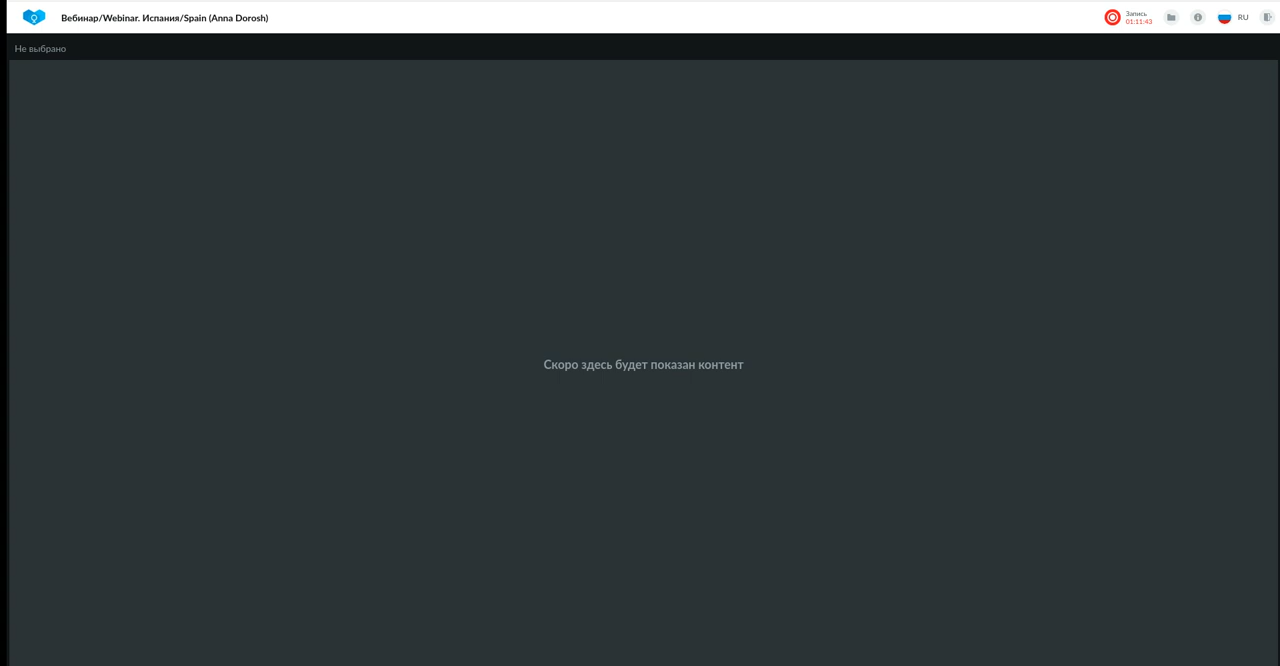 Вебинар/Webinar. Испания/Spain (Anna Dorosh)
Запись
01:11:43
RU
Не выбрано
Скоро здесь будет показан контент